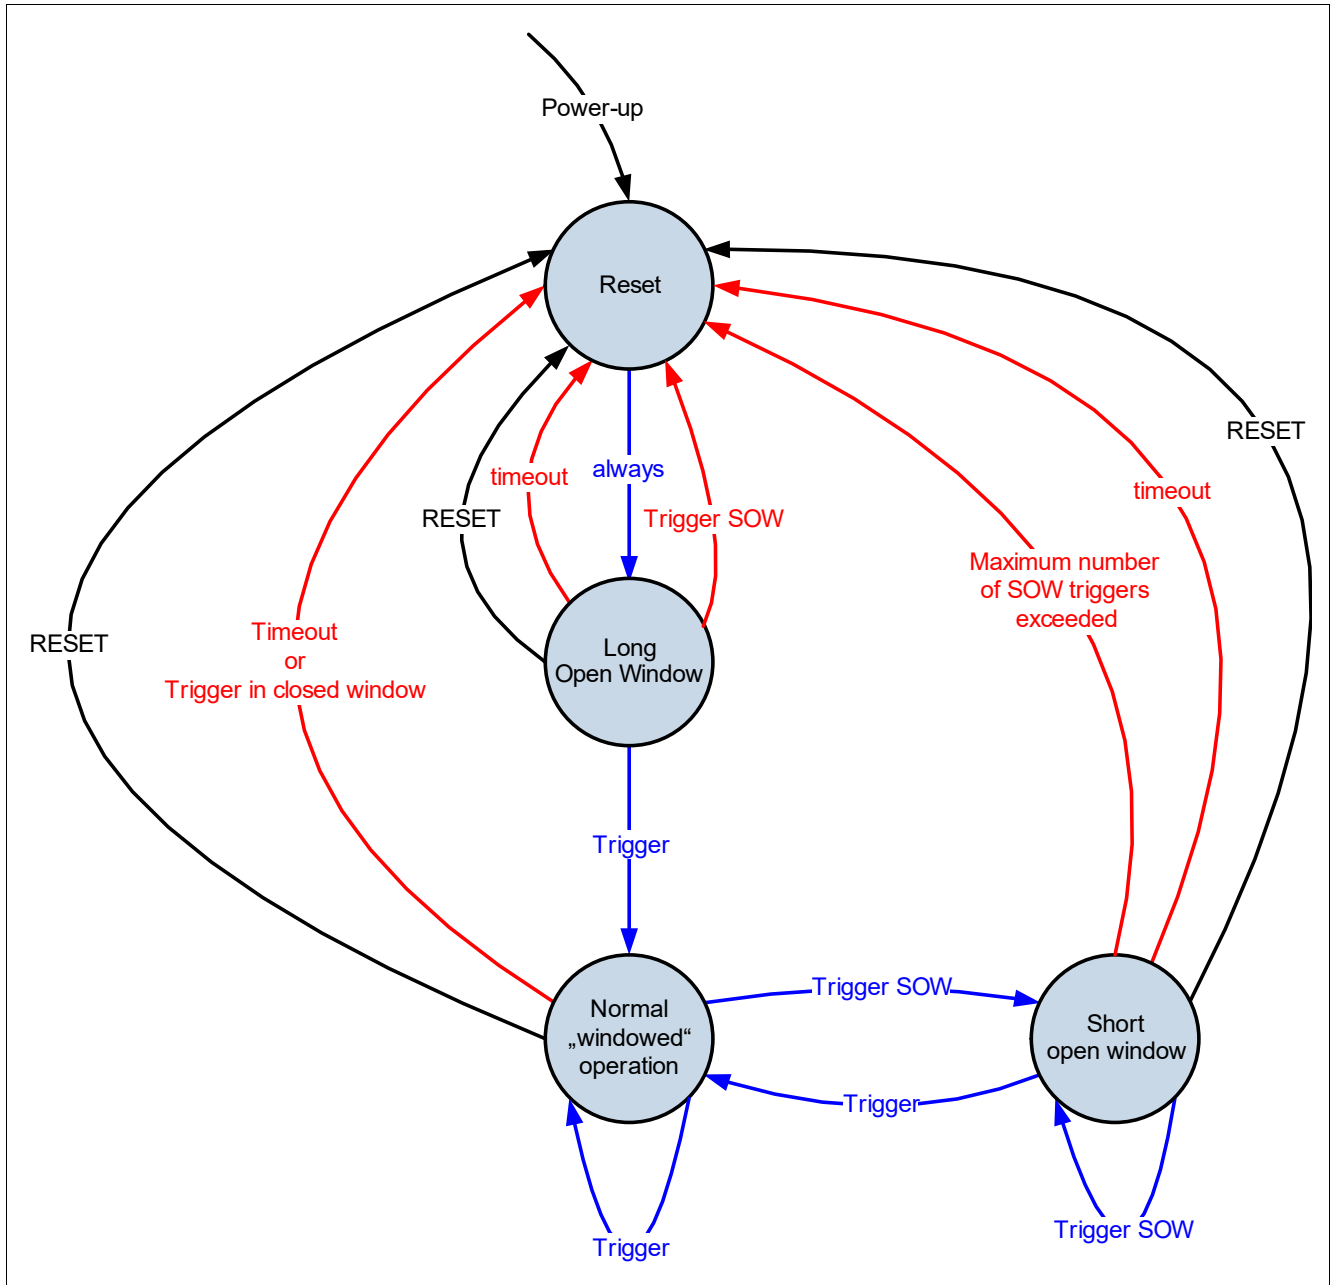 Power-up
Reset
RESET
timeout
always
timeout
RESET
Trigger SOW
Maximum number
of SOW triggers
exceeded
RESET
Timeout
or
Trigger in closed window
Long
Open Window
Trigger
Trigger SOW
Normal
„windowed“
operation
Short
open window
Trigger
Trigger
Trigger SOW